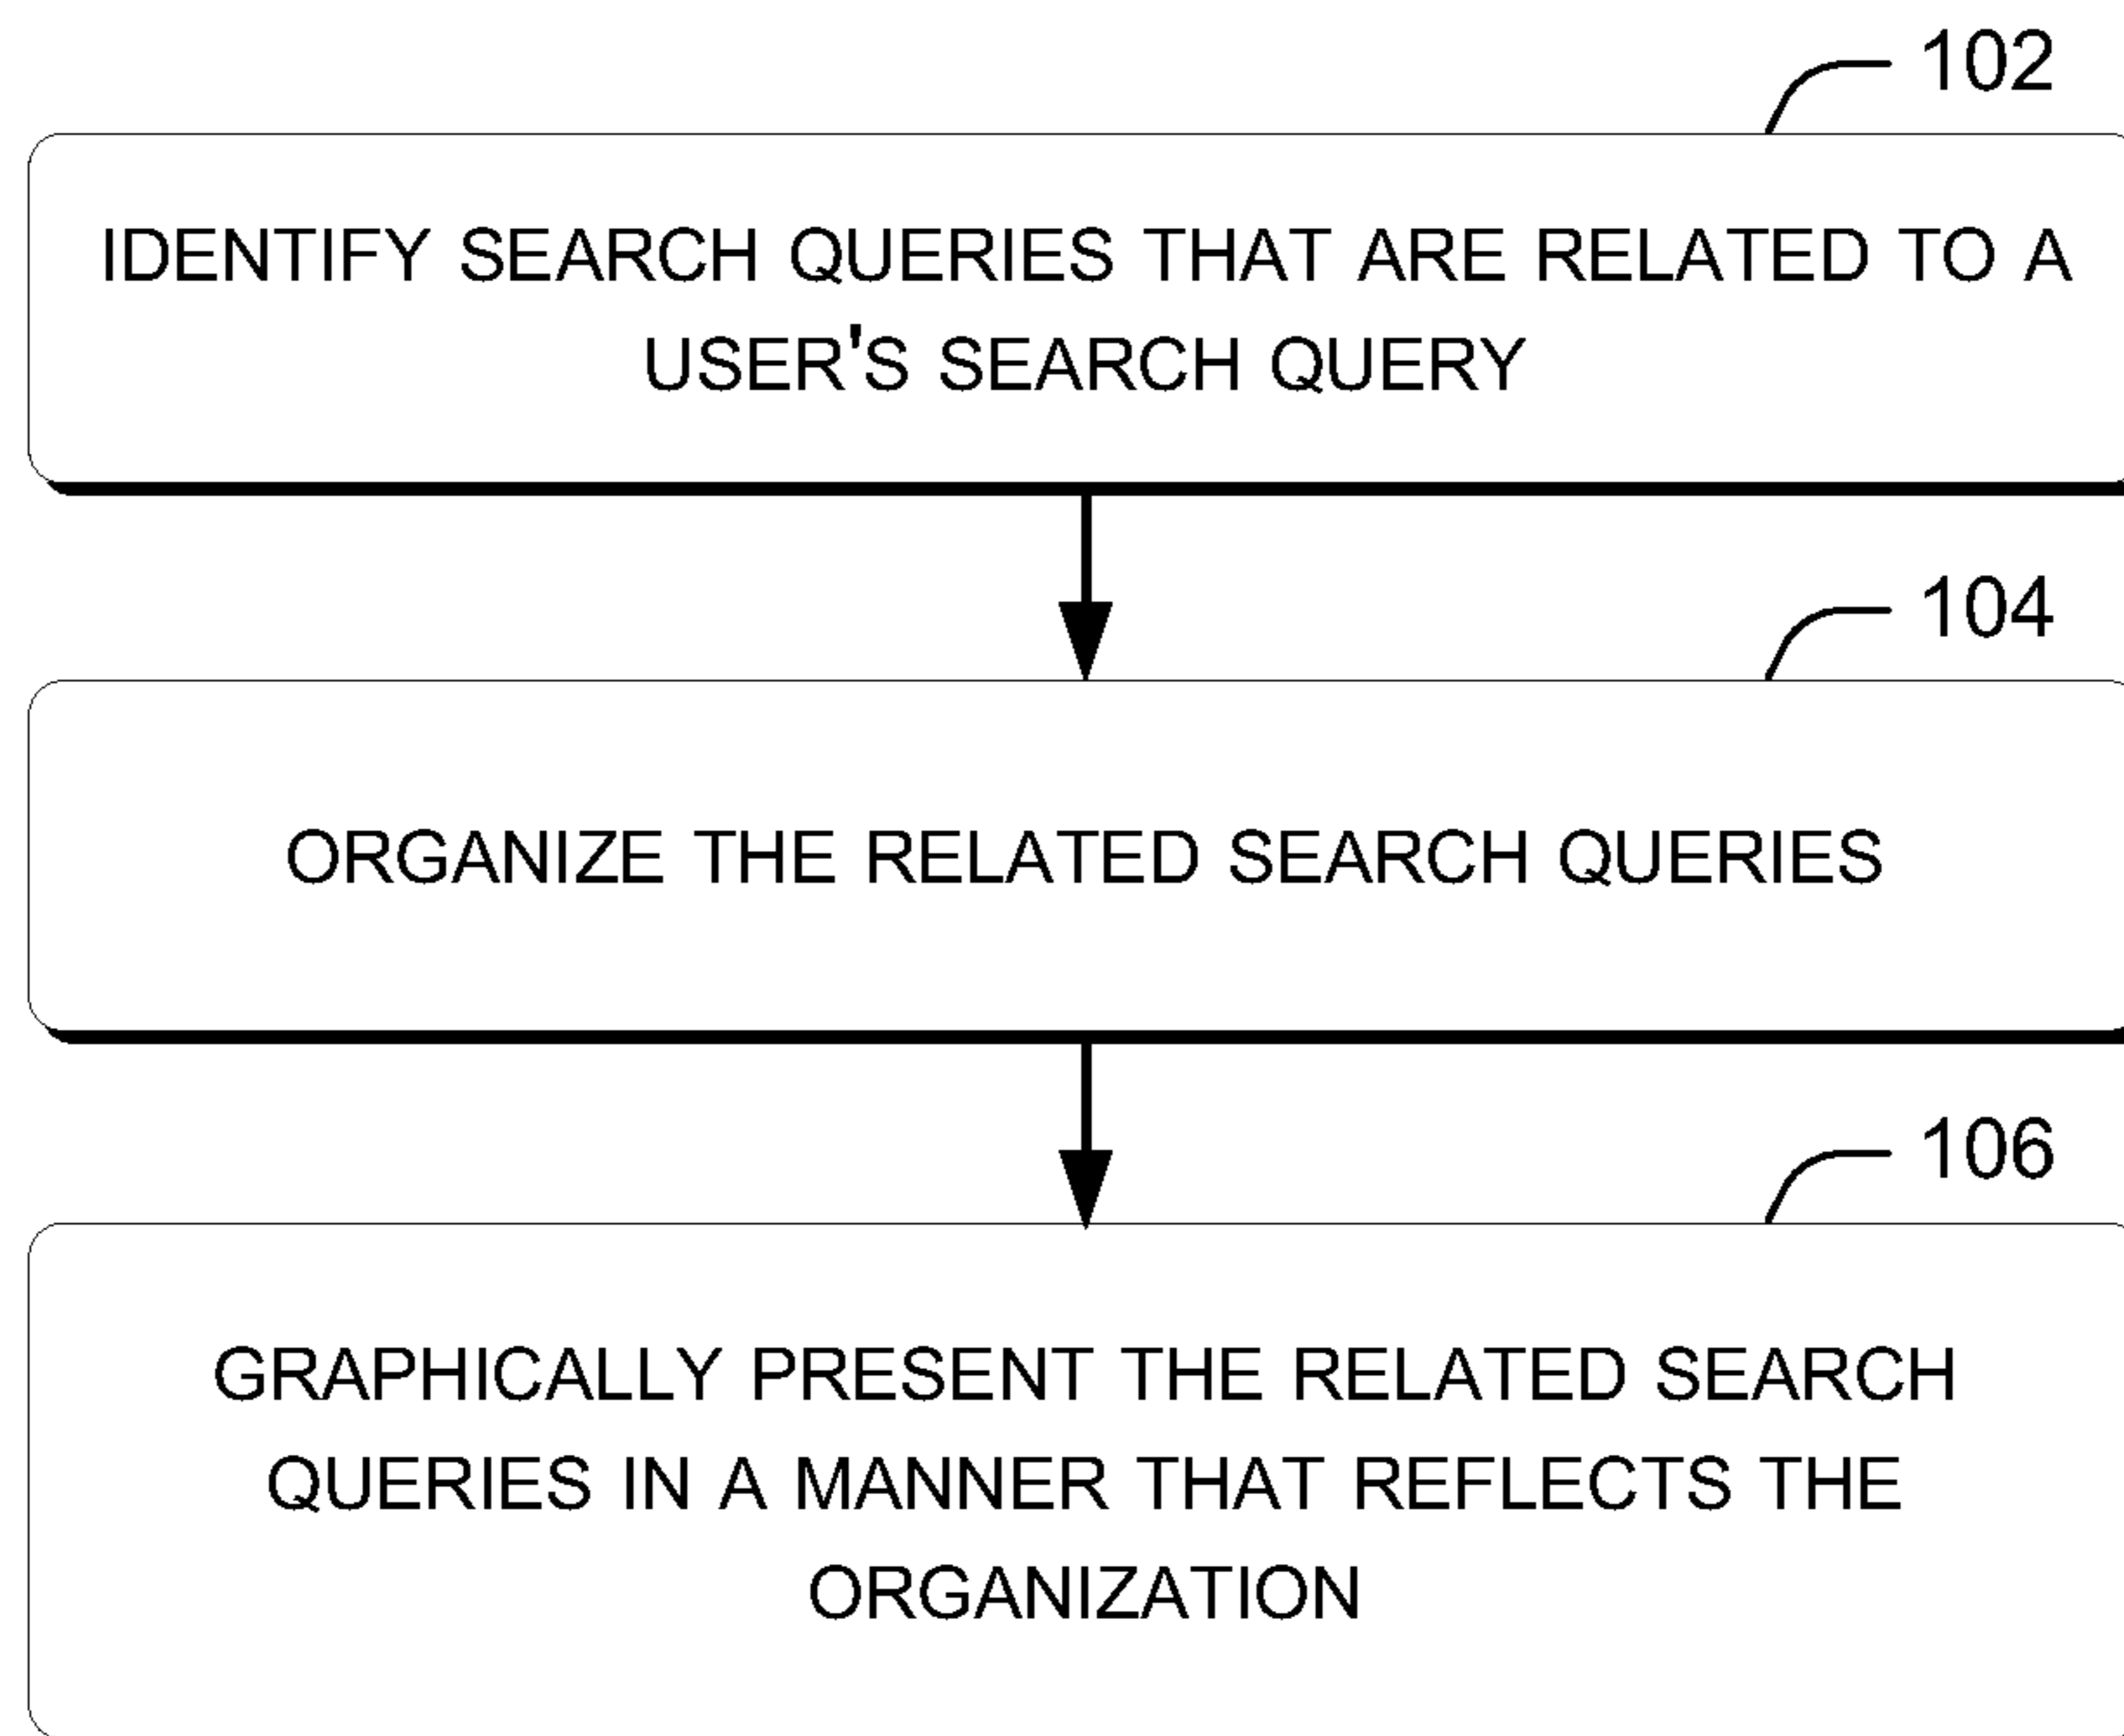 102
IDENTIFY SEARCH QUERIES THAT ARE RELATED TO A
USER'S SEARCH QUERY
104
ORGANIZE THE RELATED SEARCH QUERIES
106
GRAPHICALLY PRESENT THE RELATED SEARCH
QUERIES IN A MANNER THAT REFLECTS THE
ORGANIZATION